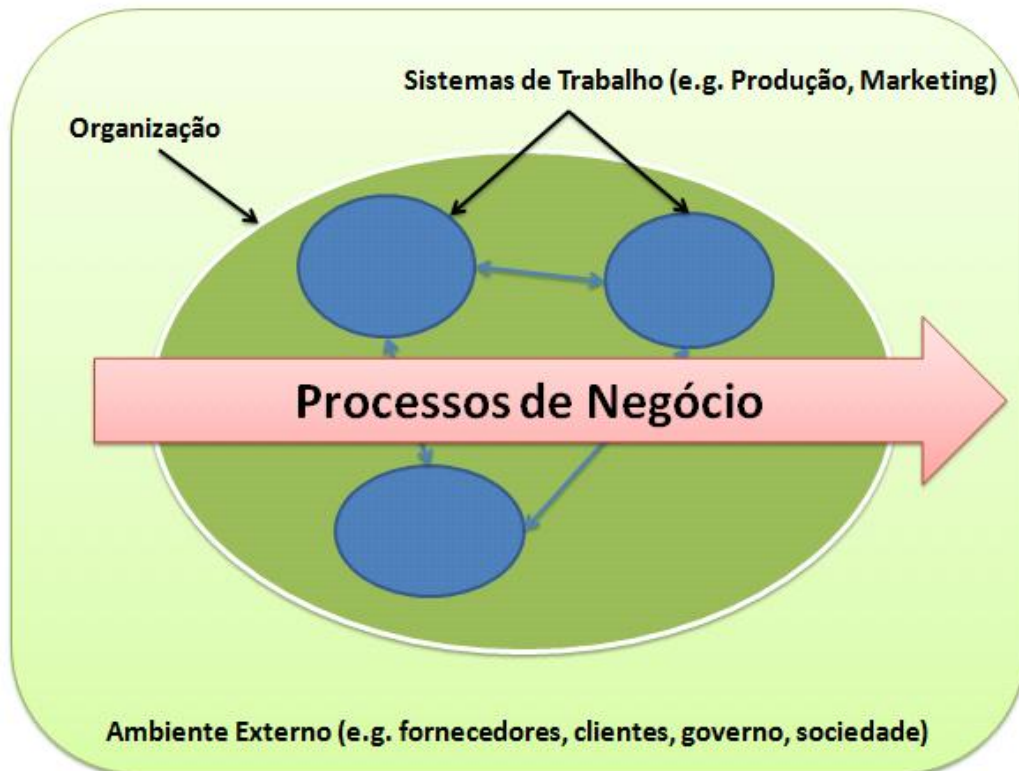 Sistemas de Trabalho (e.g. Produção, Marketing)
Organização
Processos de Negócio
Ambiente Externo (e.g. fornecedores, clientes, governo, sociedade)